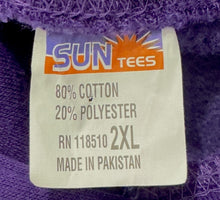 SUN TEES
80% COTTON
20% POLYESTER
RN 118510 2XL
MADE IN PAKISTAN